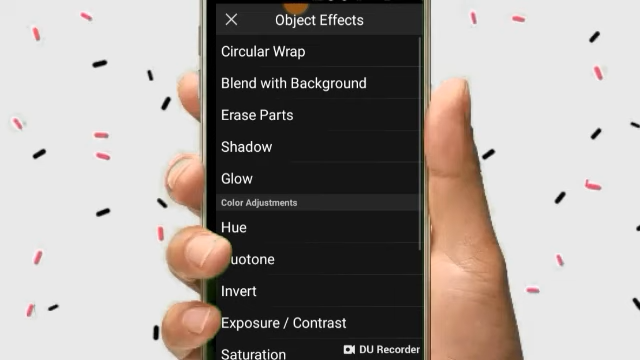 Object Effects
Circular Wrap
Blend with Background
Erase Parts
Shadow
Glow
Color Adjustments
Hue
uotone
Invert
Exposure / Contrast
Saturation
DU Recorder